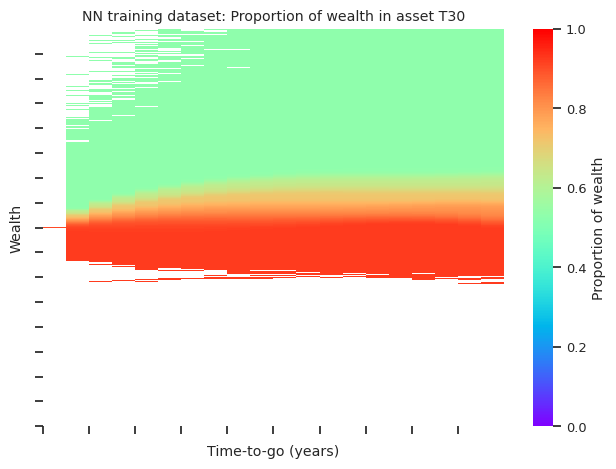 NN training dataset: Proportion of wealth in asset T30
Wealth
Time-to-go (years)
1.0
0.8
0.6
0.4
0.2
0.0
Proportion of wealth